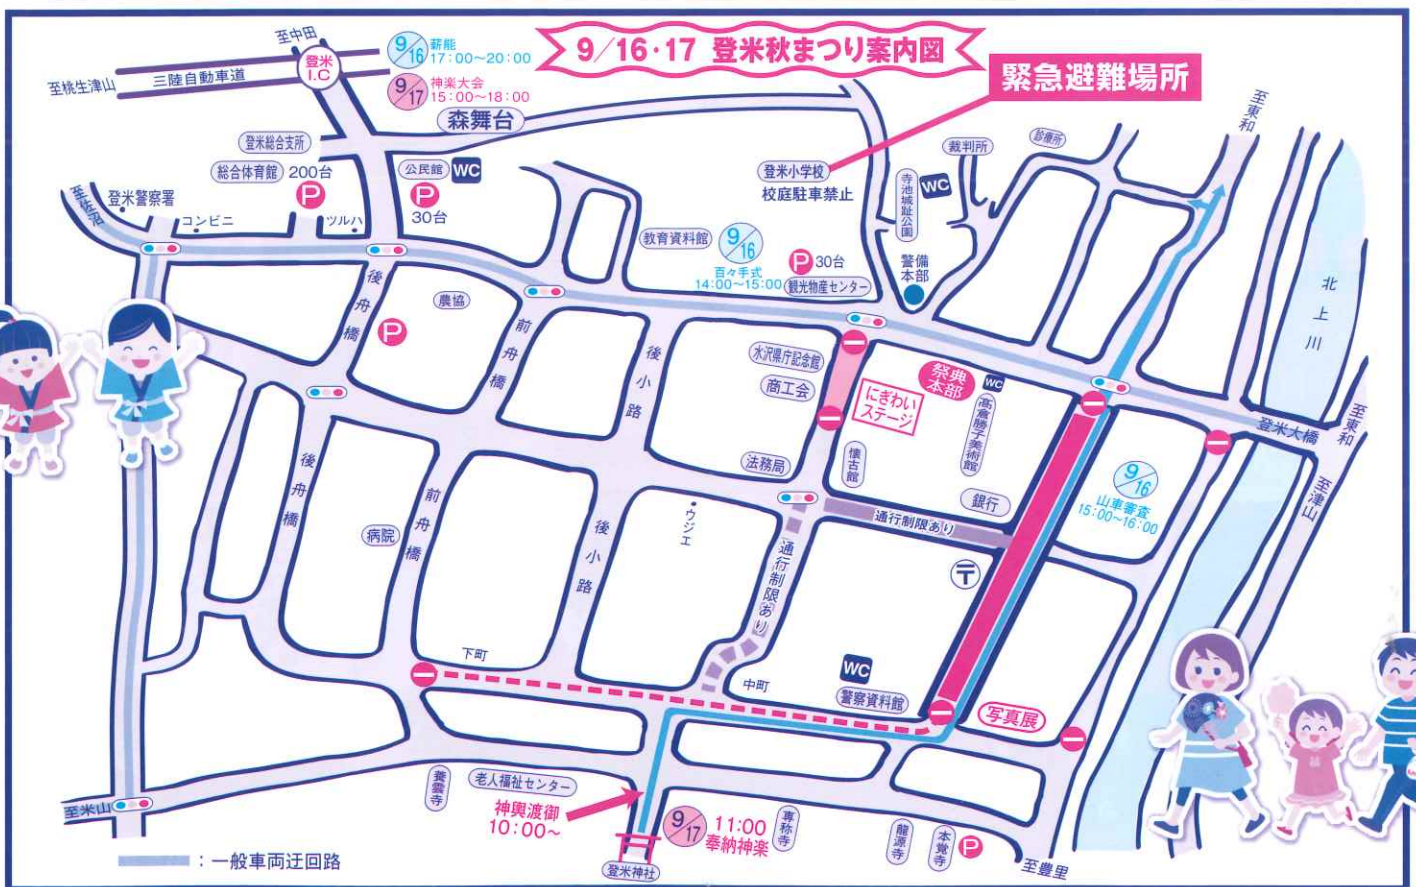 9/16・17 登米秋まつり案内図
緊急避難場所
至中田
登米
I.C
至桃生津山
三陸自動車道
9/16 薪能
17:00～20:00
9/17 神楽大会
15:00～18:00
森舞台
登米総合支所
総合体育館 200台
P
公民館 WC
P
30台
登米小学校
校庭駐車禁止
裁判所
診療所
至東和
寺池城址公園
WC
至佐沼
登米警察署
コンビニ
ツルハ
教育資料館
9/16
百々手式
14:00～15:00
P 30台
観光物産センター
警備
本部
北上川
後舟橋
農協
P
前舟橋
後小路
水沢県庁記念館
商工会
にぎわい
ステージ
祭典
本部
WC
髙倉勝子美術館
登米大橋
至東和
至津山
法務局
懐古館
銀行
9/16
山車審査
15:00～16:00
通行制限あり
後舟橋
前舟橋
病院
後小路
ウジエ
通行制限あり
〒
下町
中町
WC
警察資料館
写真展
至米山
養雲寺
老人福祉センター
神輿渡御
10:00～
9/17 11:00
奉納神楽
専称寺
龍源寺
本覚寺
P
至豊里
登米神社
:一般車両迂回路